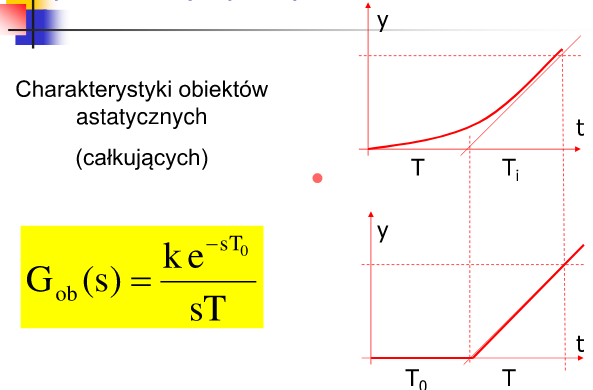 Charakterystyki obiektów
astatycznych
(całkujących)
G_ob(s) = k e^{-sT_0} / sT
y
t
T T_i
y
t
T_0 T